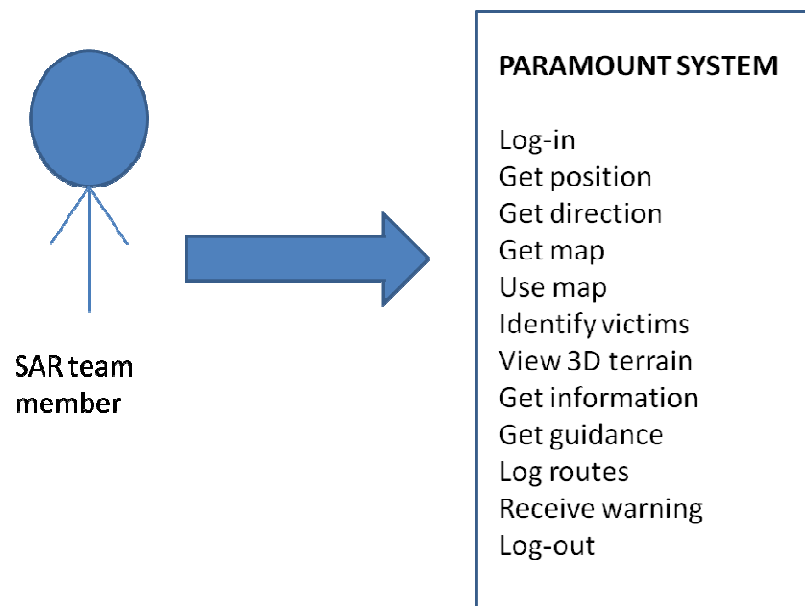 SAR team
member
PARAMOUNT SYSTEM
Log-in
Get position
Get direction
Get map
Use map
Identify victims
View 3D terrain
Get information
Get guidance
Log routes
Receive warning
Log-out